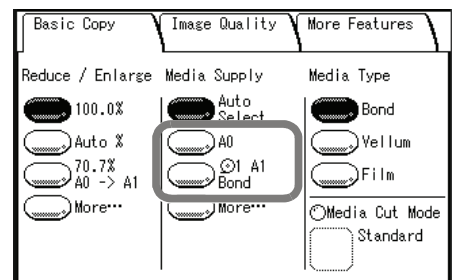 Basic Copy
Image Quality
More Features
Reduce / Enlarge
100.0%
Auto %
70.7%
A0 -> A1
More…
Media Supply
Auto
Select
A0
1 A1
Bond
More…
Media Type
Bond
Vellum
Film
Media Cut Mode
Standard